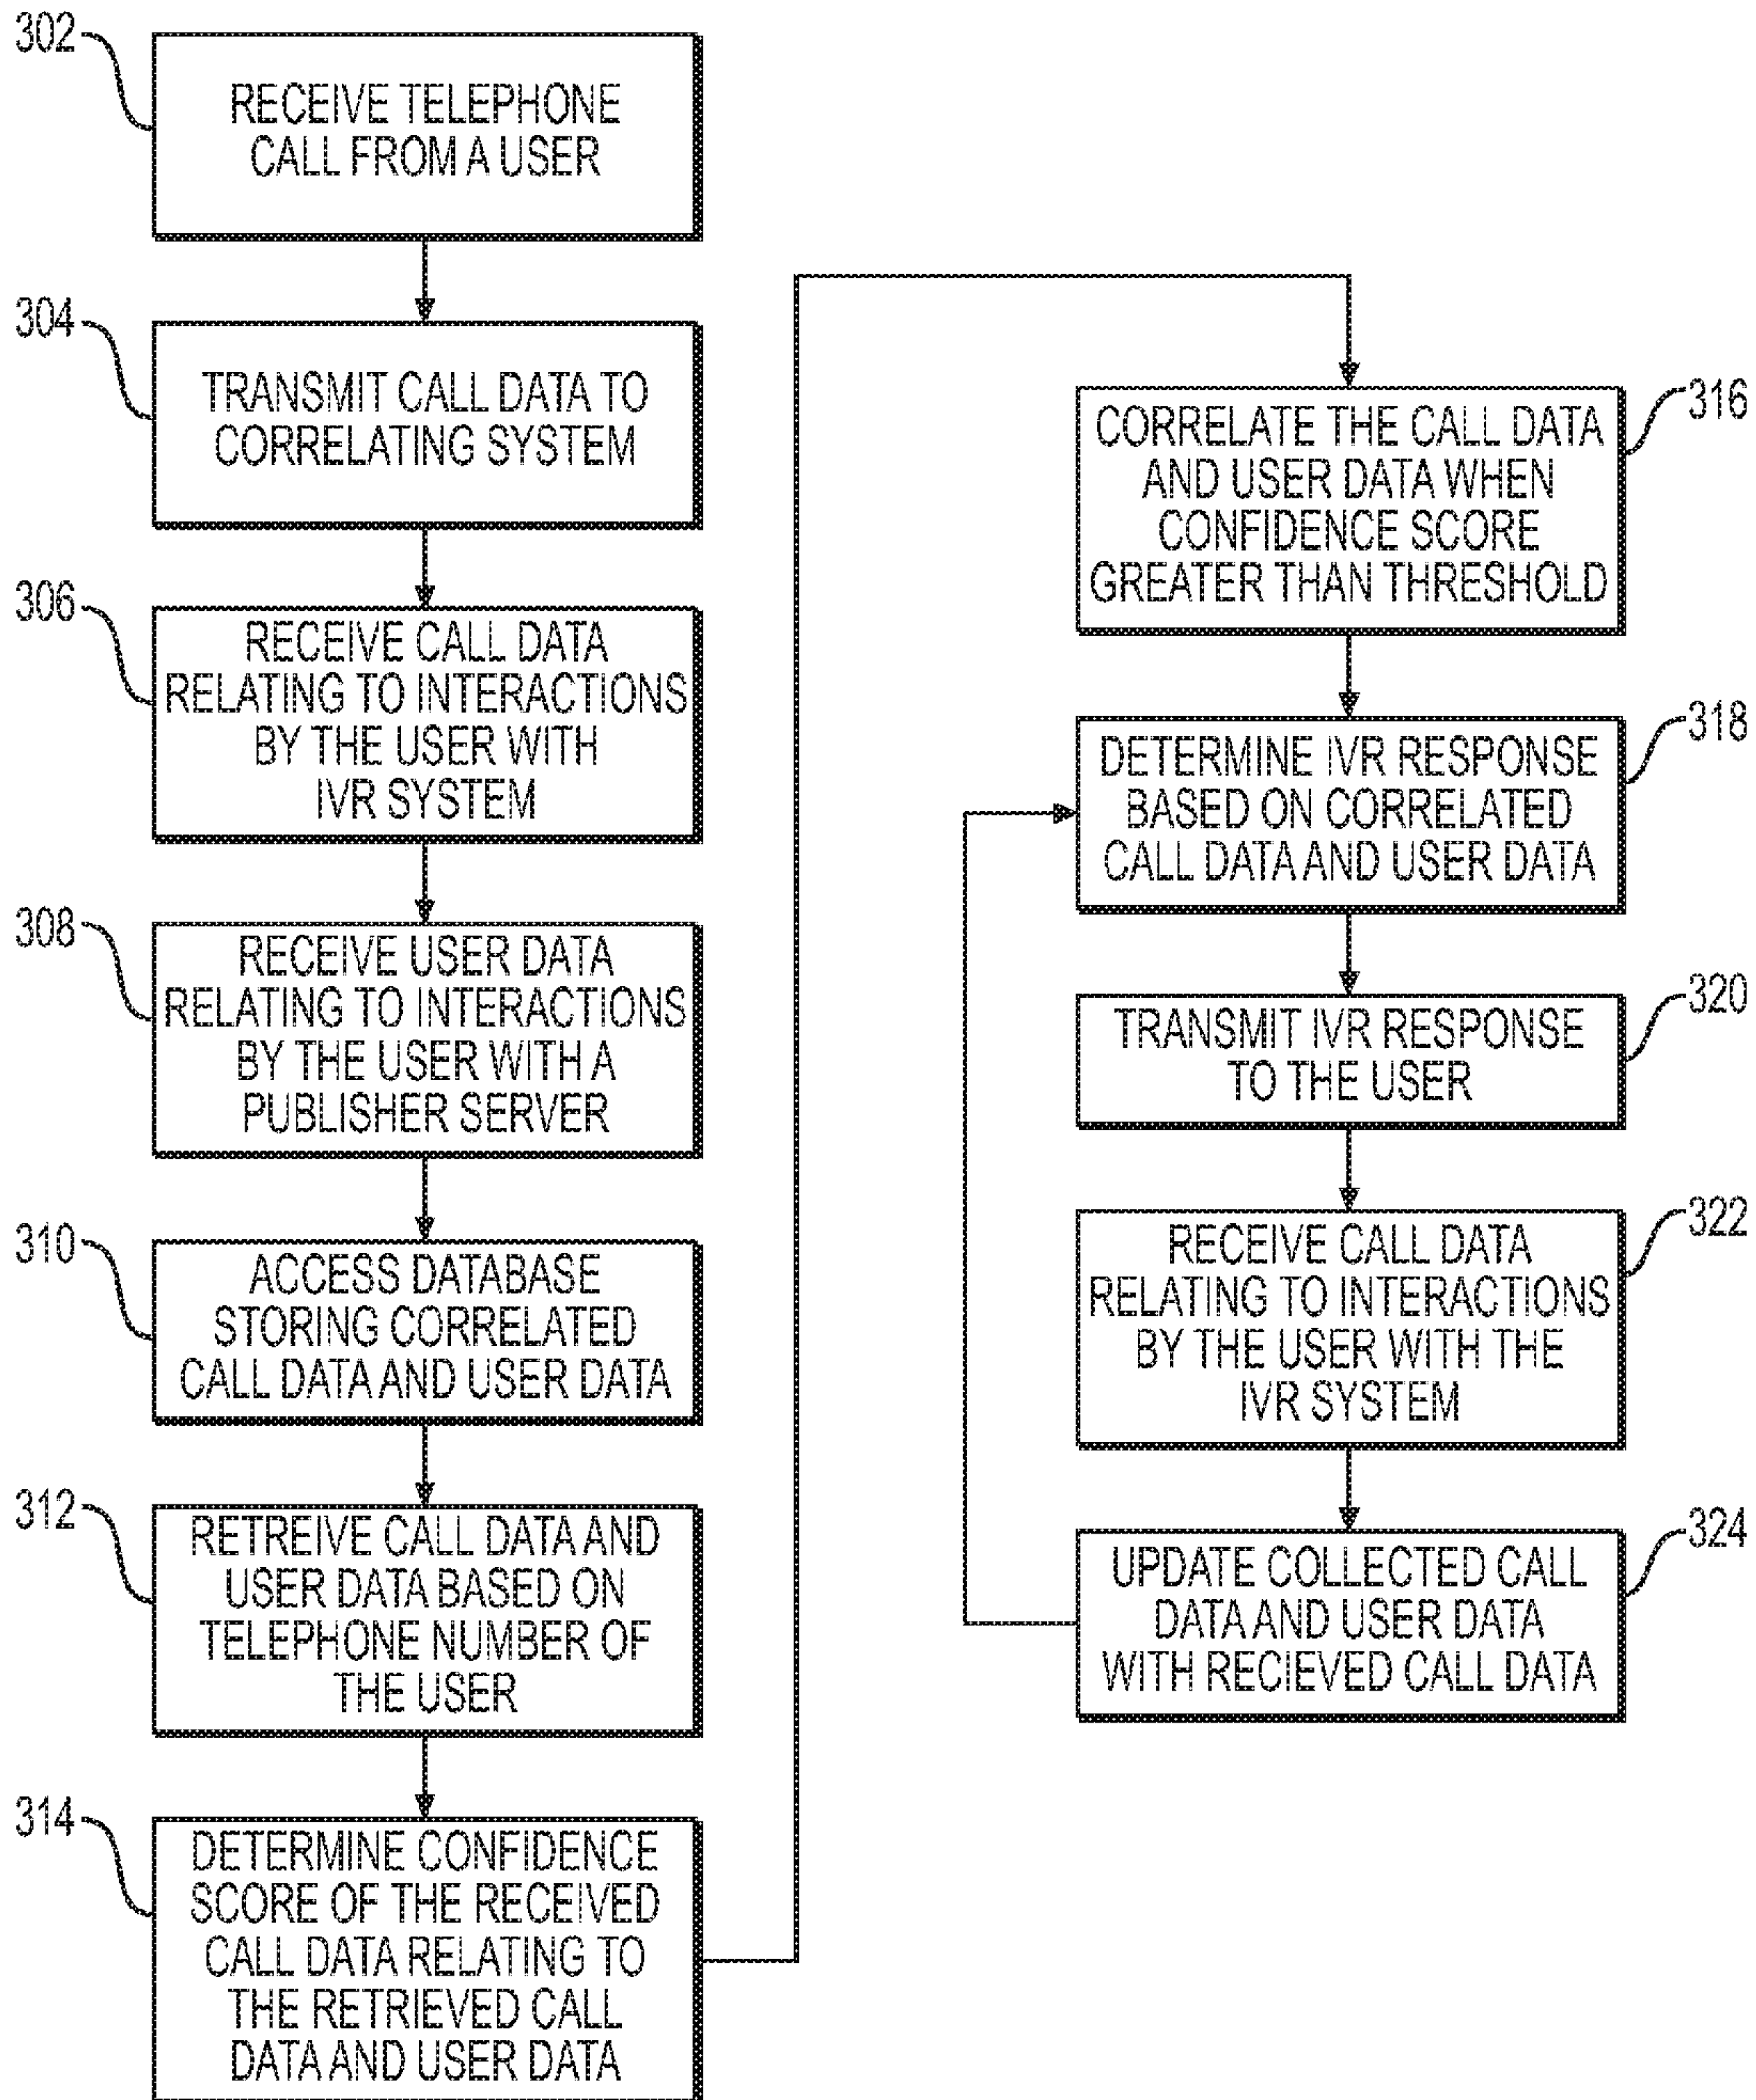 302
RECEIVE TELEPHONE
CALL FROM A USER
304
TRANSMIT CALL DATA TO
CORRELATING SYSTEM
306
RECEIVE CALL DATA
RELATING TO INTERACTIONS
BY THE USER WITH
IVR SYSTEM
308
RECEIVE USER DATA
RELATING TO INTERACTIONS
BY THE USER WITH A
PUBLISHER SERVER
310
ACCESS DATABASE
STORING CORRELATED
CALL DATA AND USER DATA
312
RETREIVE CALL DATA AND
USER DATA BASED ON
TELEPHONE NUMBER OF
THE USER
314
DETERMINE CONFIDENCE
SCORE OF THE RECEIVED
CALL DATA RELATING TO
THE RETRIEVED CALL
DATA AND USER DATA
316
CORRELATE THE CALL DATA
AND USER DATA WHEN
CONFIDENCE SCORE
GREATER THAN THRESHOLD
318
DETERMINE IVR RESPONSE
BASED ON CORRELATED
CALL DATA AND USER DATA
320
TRANSMIT IVR RESPONSE
TO THE USER
322
RECEIVE CALL DATA
RELATING TO INTERACTIONS
BY THE USER WITH THE
IVR SYSTEM
324
UPDATE COLLECTED CALL
DATA AND USER DATA
WITH RECIEVED CALL DATA